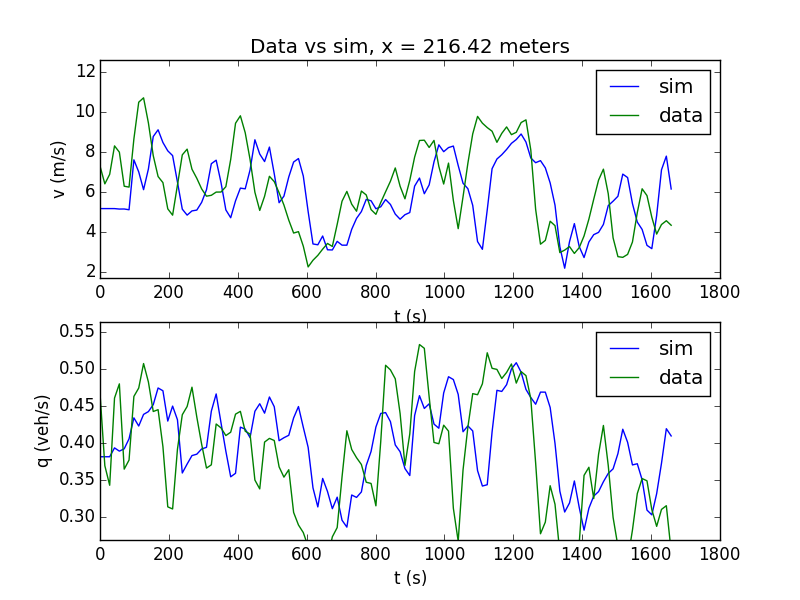 Data vs sim, x = 216.42 meters
12
10
8
6
4
2
v (m/s)
sim
data
0 200 400 600 800 1000 1200 1400 1600 1800
t (s)
0.55
0.50
0.45
0.40
0.35
0.30
q (veh/s)
sim
data
0 200 400 600 800 1000 1200 1400 1600 1800
t (s)